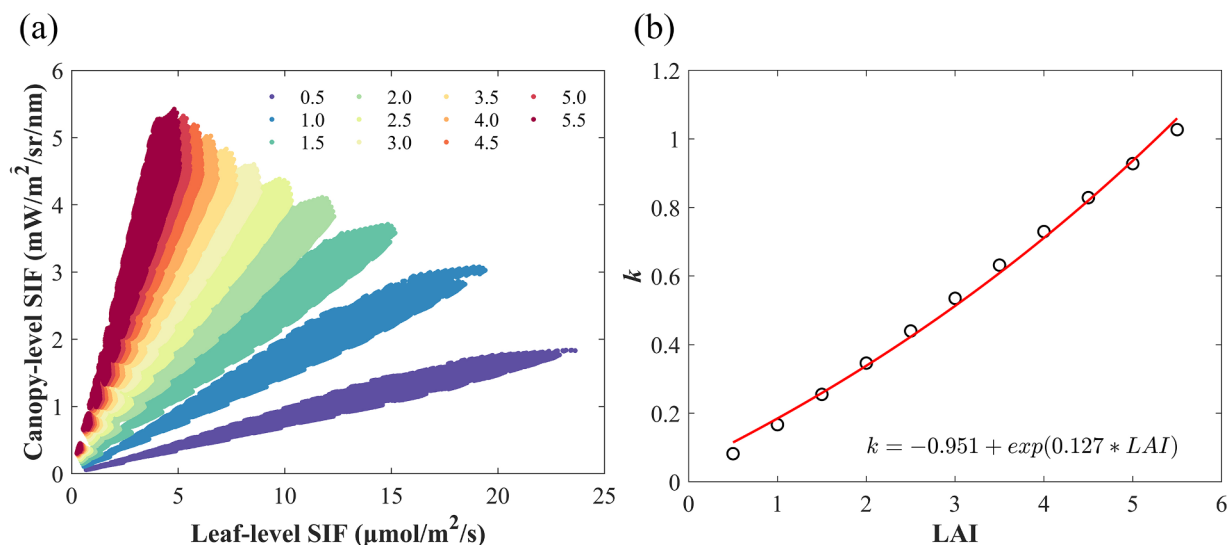 (a)
(b)
6
5
4
3
2
1
0
0 5 10 15 20 25
Canopy-level SIF (mW/m²/sr/nm)
Leaf-level SIF (µmol/m²/s)
0.5 2.0 3.5 5.0
1.0 2.5 4.0 5.5
1.5 3.0 4.5
1.2
1
0.8
0.6
0.4
0.2
0
0 1 2 3 4 5 6
k
LAI
k = −0.951 + exp(0.127 * LAI)